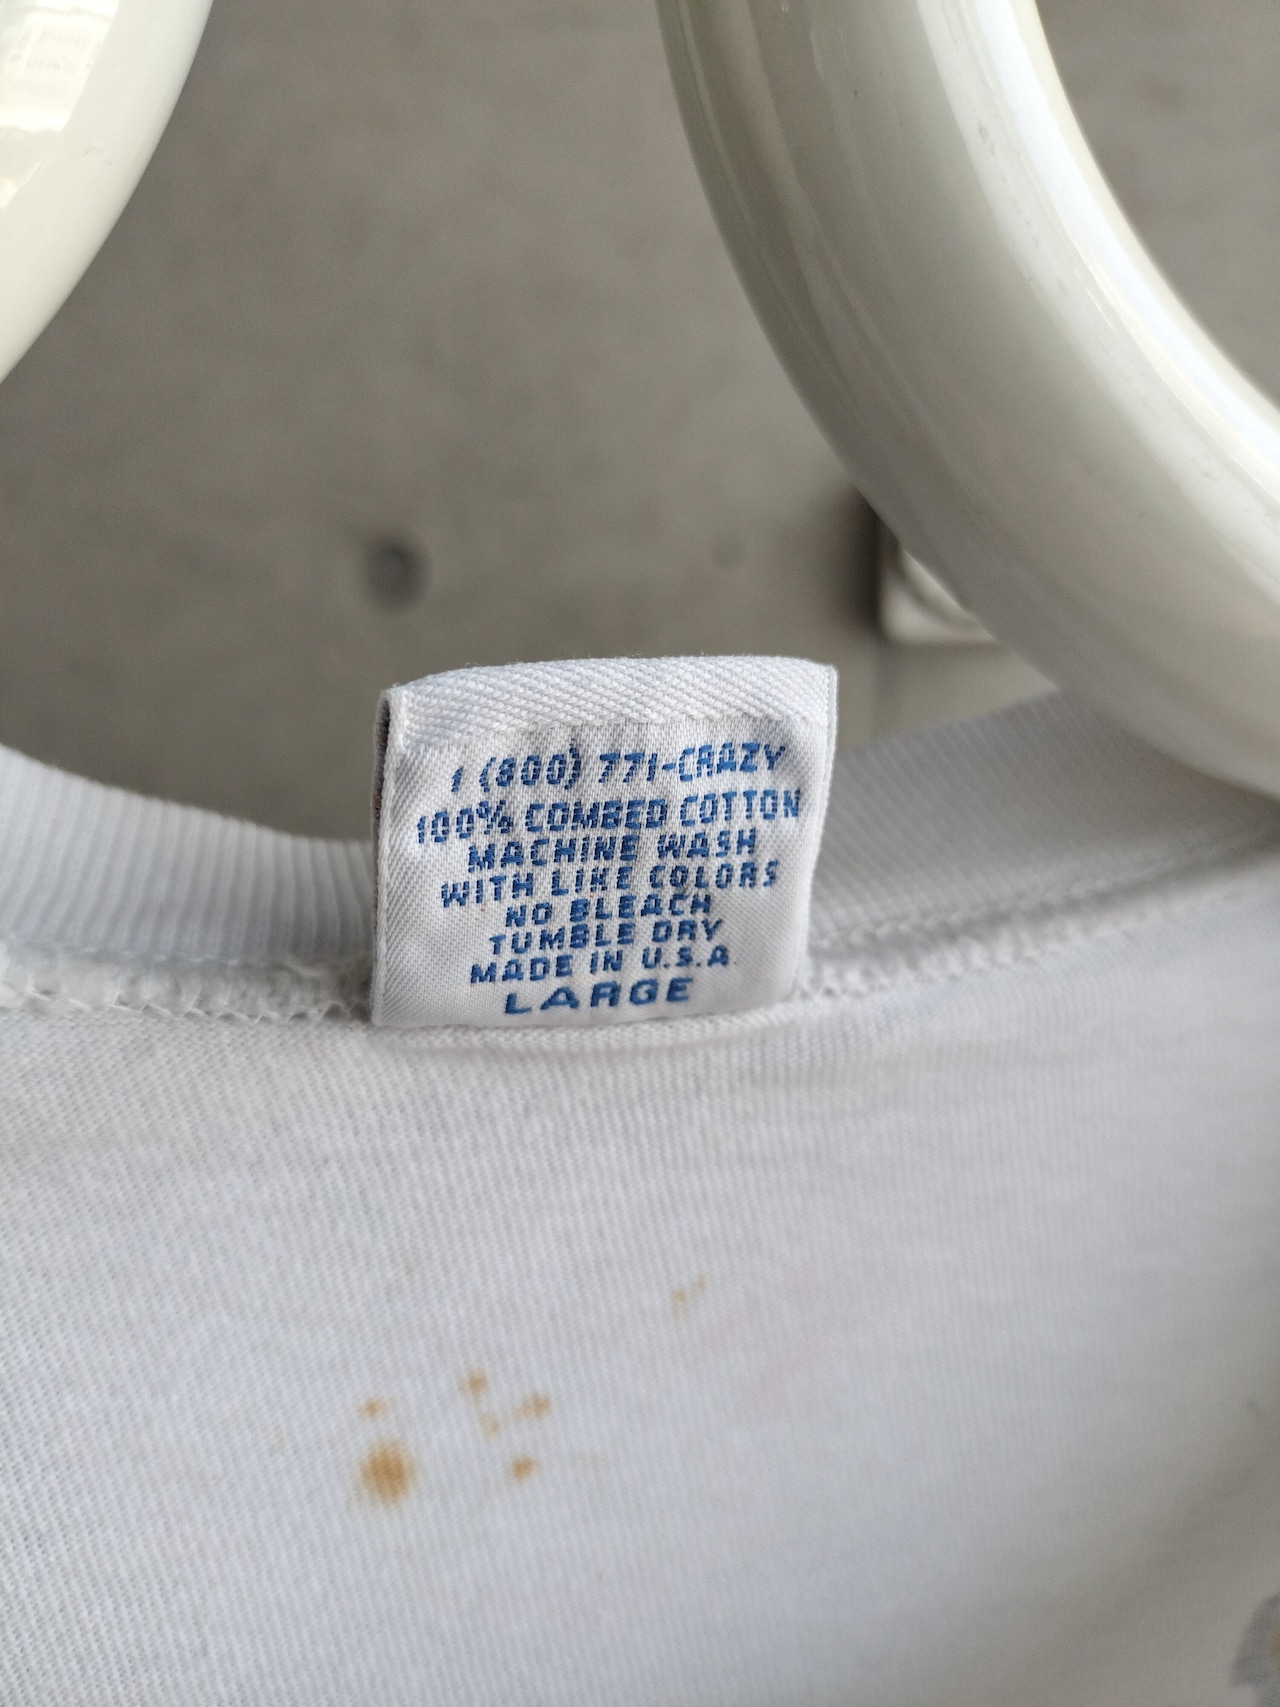 1 (800) 771-CRAZY
100% COMBED COTTON
MACHINE WASH
WITH LIKE COLORS
NO BLEACH
TUMBLE DRY
MADE IN U.S.A.
LARGE